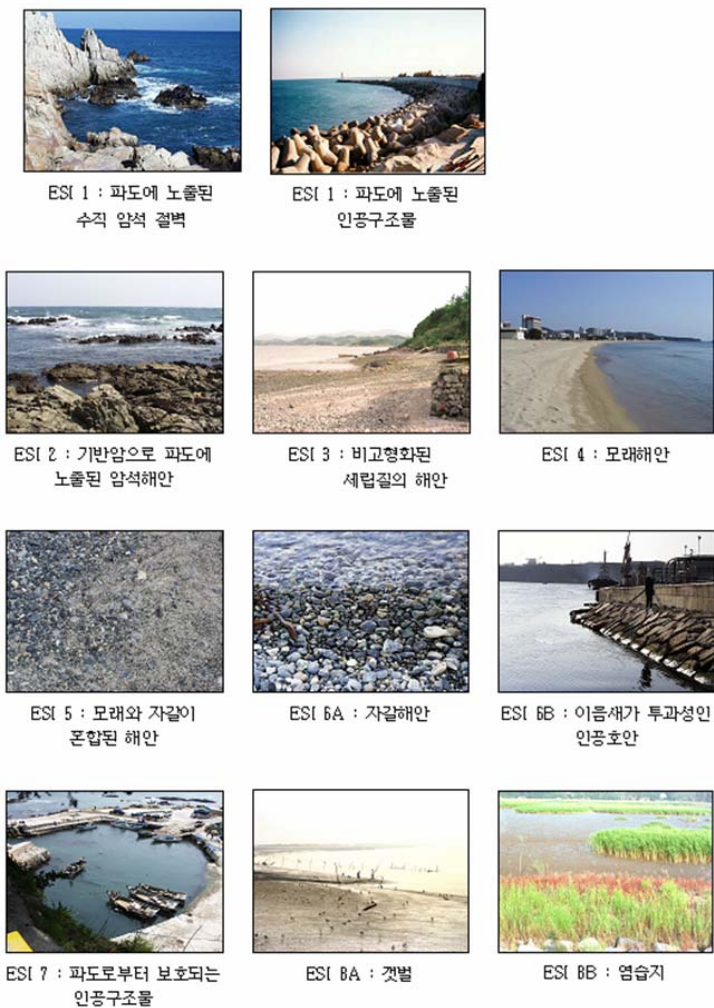 ESI 1 : 파도에 노출된
수직 암석 절벽
ESI 1 : 파도에 노출된
인공구조물
ESI 2 : 기반암으로 파도에
노출된 암석해안
ESI 3 : 비고형화된
세립질의 해안
ESI 4 : 모래해안
ESI 5 : 모래와 자갈이
혼합된 해안
ESI 6A : 자갈해안
ESI 6B : 이음새가 투과성인
인공호안
ESI 7 : 파도로부터 보호되는
인공구조물
ESI 8A : 갯벌
ESI 8B : 염습지